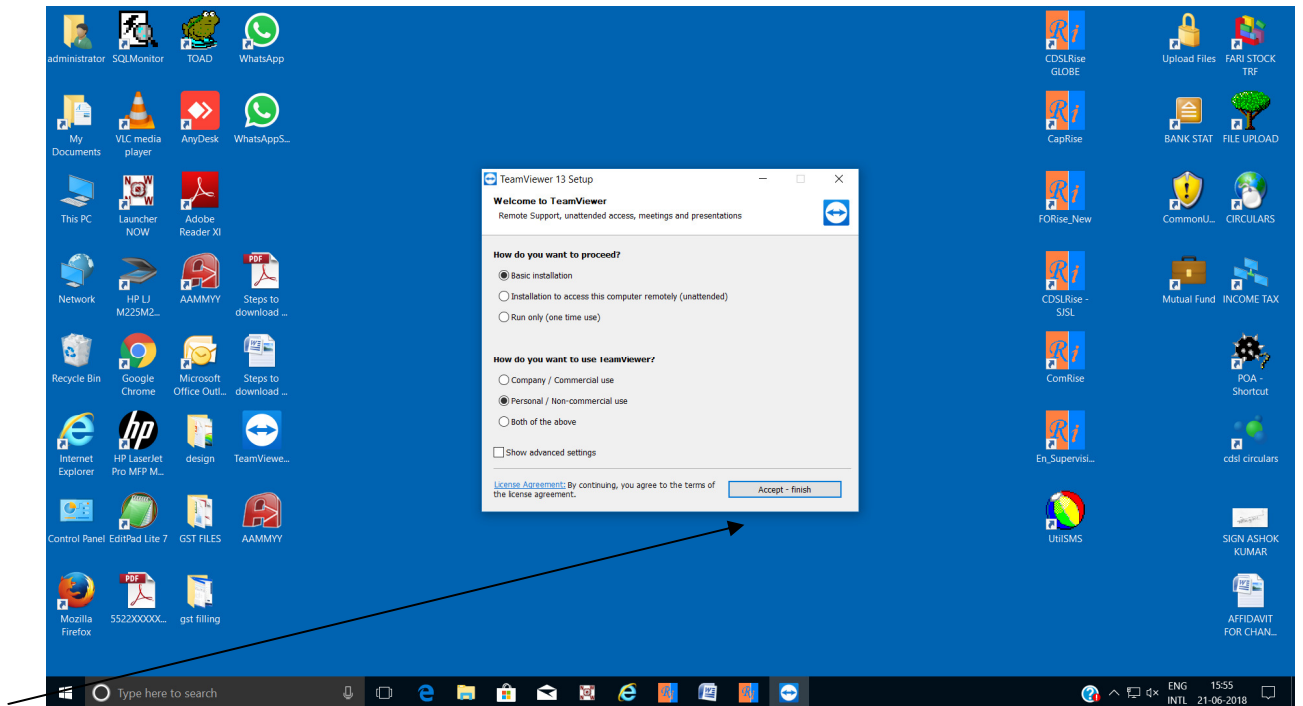 administrator
SQLMonitor
TOAD
WhatsApp
CDSLRise
GLOBE
Upload Files
FARI STOCK
TRF
My
Documents
VLC media
player
AnyDesk
WhatsAppS...
CapRise
BANK STAT
FILE UPLOAD
This PC
Launcher
NOW
Adobe
Reader XI
FORise_New
CommonU...
CIRCULARS
Network
HP LJ
M225M2...
AAMMYY
PDF
Steps to
download ...
CDSLRise -
SJSL
Mutual Fund
INCOME TAX
Recycle Bin
Google
Chrome
Microsoft
Office Outl...
Steps to
download ...
ComRise
POA -
Shortcut
Internet
Explorer
HP LaserJet
Pro MFP M...
design
TeamViewe...
En_Supervisi...
cdsl circulars
Control Panel
EditPad Lite 7
GST FILES
AAMMYY
UtilSMS
SIGN ASHOK
KUMAR
Mozilla
Firefox
PDF
5522XXXXX...
gst filling
AFFIDAVIT
FOR CHAN...
TeamViewer 13 Setup
Welcome to TeamViewer
Remote Support, unattended access, meetings and presentations
How do you want to proceed?
Basic installation
Installation to access this computer remotely (unattended)
Run only (one time use)
How do you want to use TeamViewer?
Company / Commercial use
Personal / Non-commercial use
Both of the above
Show advanced settings
License Agreement: By continuing, you agree to the terms of
the license agreement.
Accept - finish
Type here to search
ENG
INTL
15:55
21-06-2018